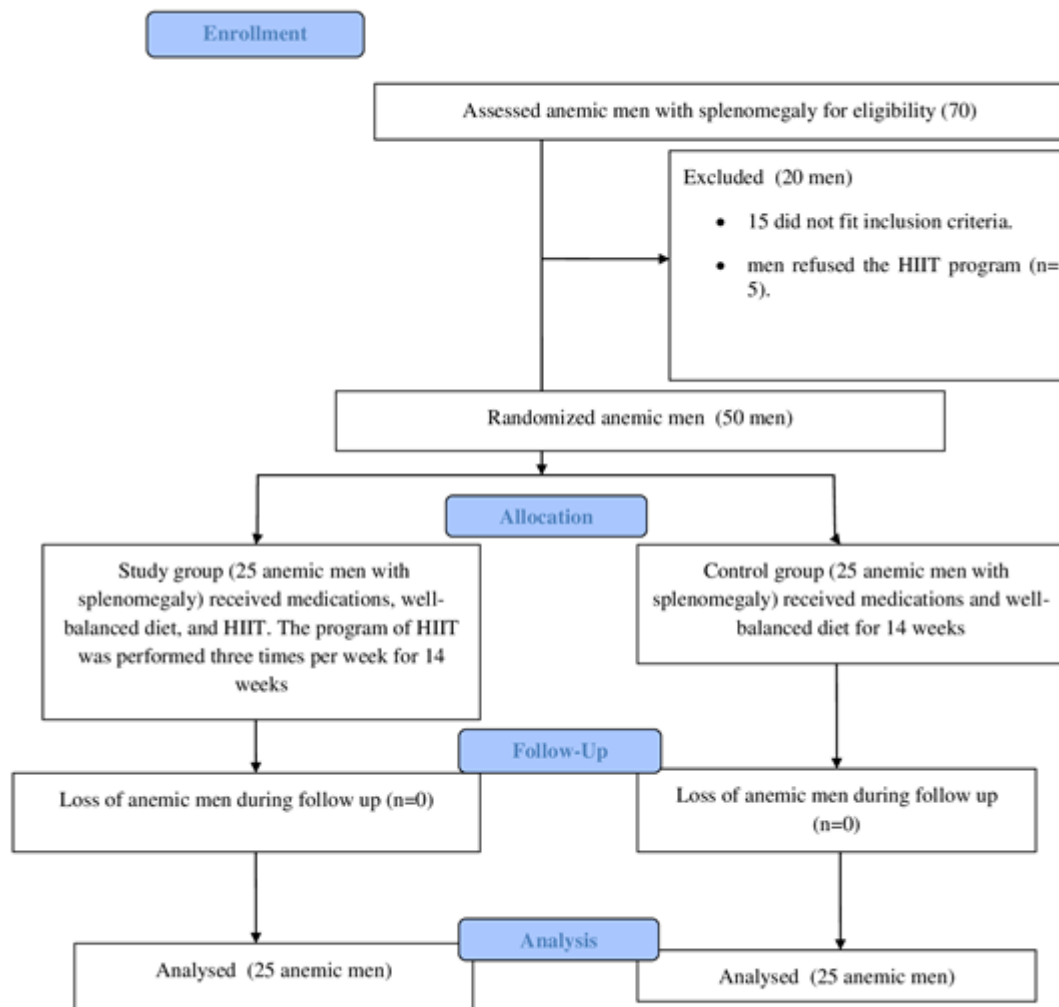 Enrollment
Assessed anemic men with splenomegaly for eligibility (70)
Excluded (20 men)
• 15 did not fit inclusion criteria.
• men refused the HIIT program (n=
5).
Randomized anemic men (50 men)
Allocation
Study group (25 anemic men with
splenomegaly) received medications, well-
balanced diet, and HIIT. The program of HIIT
was performed three times per week for 14
weeks
Control group (25 anemic men with
splenomegaly) received medications and well-
balanced diet for 14 weeks
Follow-Up
Loss of anemic men during follow up (n=0)
Loss of anemic men during follow up
(n=0)
Analysis
Analysed (25 anemic men)
Analysed (25 anemic men)